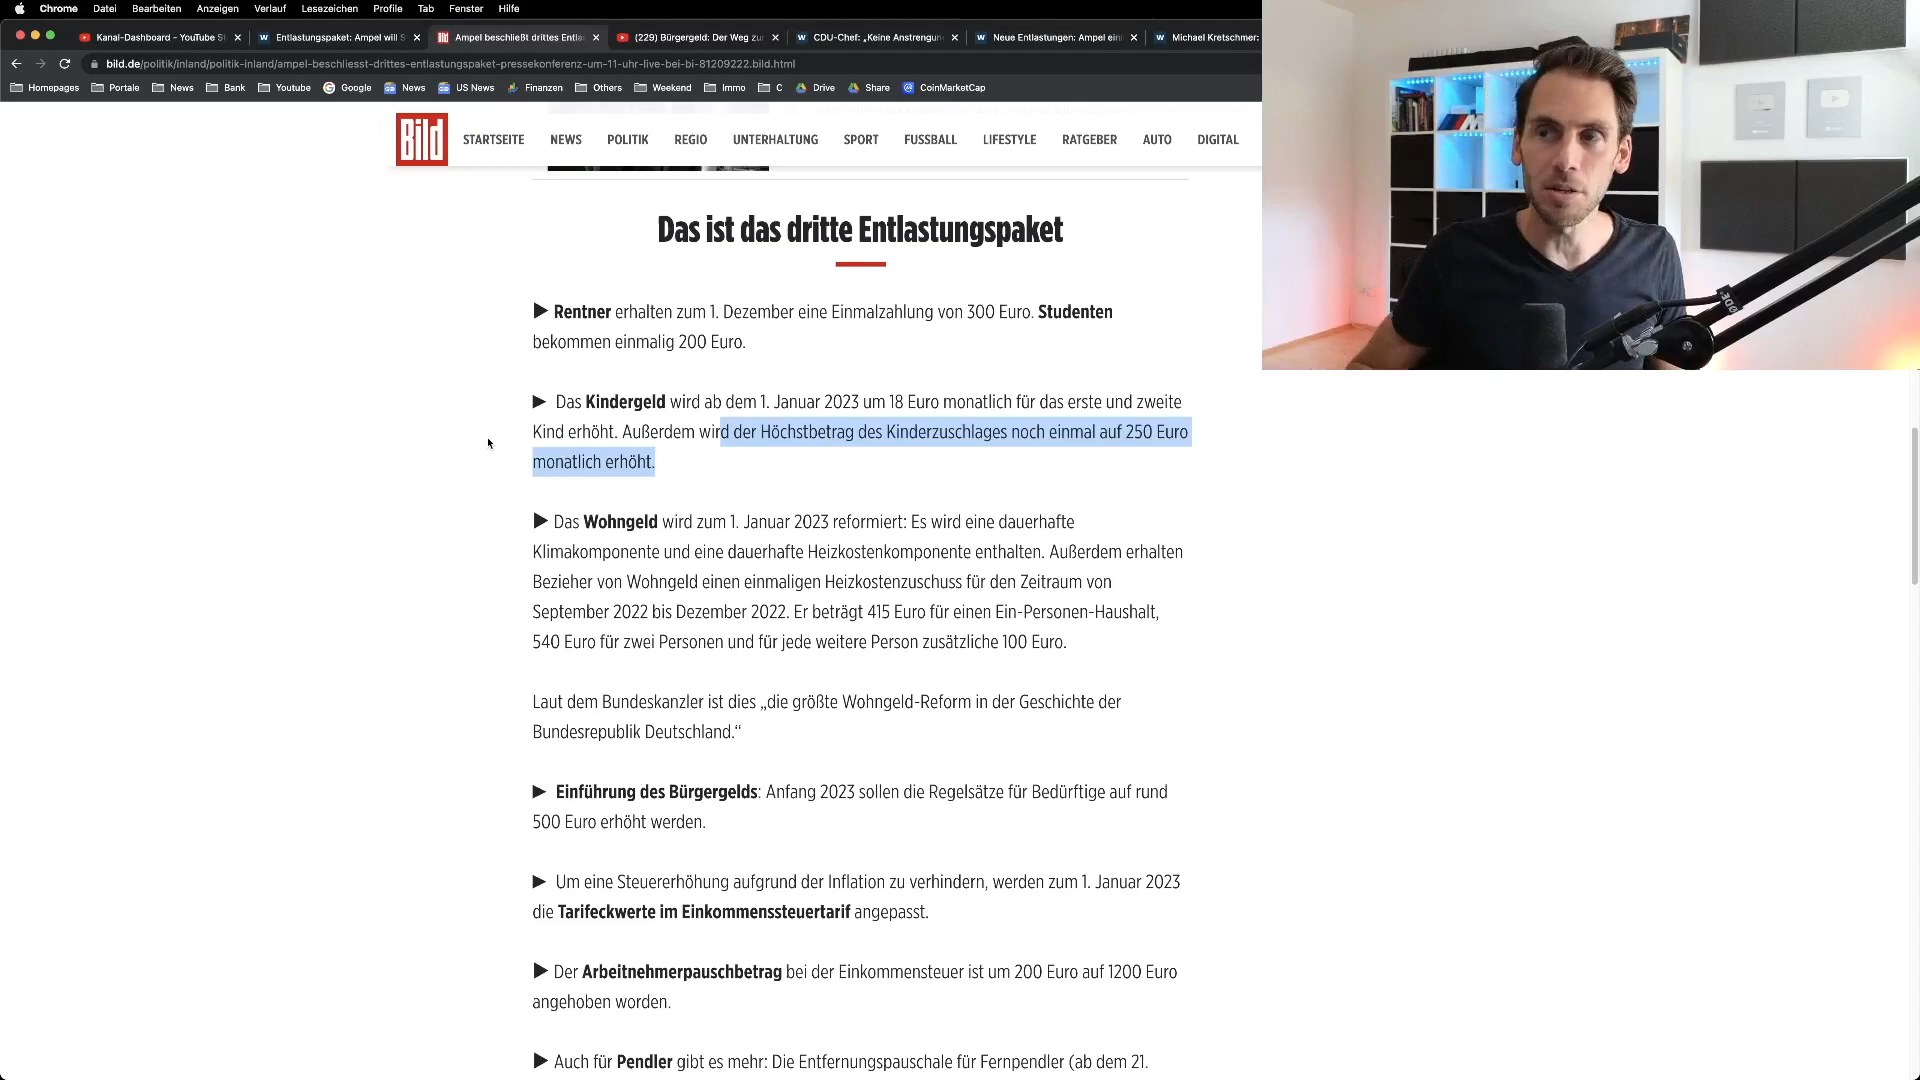 Chrome Datei Bearbeiten Anzeigen Verlauf Lesezeichen Profile Tab Fenster Hilfe
Kanal-Dashboard – YouTube S Entlastungspaket: Ampel will S Ampel beschließt drittes Entla (229) Bürgergeld: Der Weg zu CDU-Chef: „Keine Anstrengun Neue Entlastungen: Ampel ein Michael Kretschmer:
bild.de/politik/inland/politik-inland/ampel-beschliesst-drittes-entlastungspaket-pressekonferenz-um-11-uhr-live-bei-bi-81209222.bild.html
Homepages Portale News Bank Youtube Google News US News Finanzen Others Weekend Immo C Drive Share CoinMarketCap
Bild STARTSEITE NEWS POLITIK REGIO UNTERHALTUNG SPORT FUSSBALL LIFESTYLE RATGEBER AUTO DIGITAL
Das ist das dritte Entlastungspaket
▶ Rentner erhalten zum 1. Dezember eine Einmalzahlung von 300 Euro. Studenten
bekommen einmalig 200 Euro.
▶ Das Kindergeld wird ab dem 1. Januar 2023 um 18 Euro monatlich für das erste und zweite
Kind erhöht. Außerdem wird der Höchstbetrag des Kinderzuschlages noch einmal auf 250 Euro
monatlich erhöht.
▶ Das Wohngeld wird zum 1. Januar 2023 reformiert: Es wird eine dauerhafte
Klimakomponente und eine dauerhafte Heizkostenkomponente enthalten. Außerdem erhalten
Bezieher von Wohngeld einen einmaligen Heizkostenzuschuss für den Zeitraum von
September 2022 bis Dezember 2022. Er beträgt 415 Euro für einen Ein-Personen-Haushalt,
540 Euro für zwei Personen und für jede weitere Person zusätzliche 100 Euro.
Laut dem Bundeskanzler ist dies „die größte Wohngeld-Reform in der Geschichte der
Bundesrepublik Deutschland.“
▶ Einführung des Bürgergelds: Anfang 2023 sollen die Regelsätze für Bedürftige auf rund
500 Euro erhöht werden.
▶ Um eine Steuererhöhung aufgrund der Inflation zu verhindern, werden zum 1. Januar 2023
die Tarifeckwerte im Einkommenssteuertarif angepasst.
▶ Der Arbeitnehmerpauschbetrag bei der Einkommensteuer ist um 200 Euro auf 1200 Euro
angehoben worden.
▶ Auch für Pendler gibt es mehr: Die Entfernungspauschale für Fernpendler (ab dem 21.
RØDE